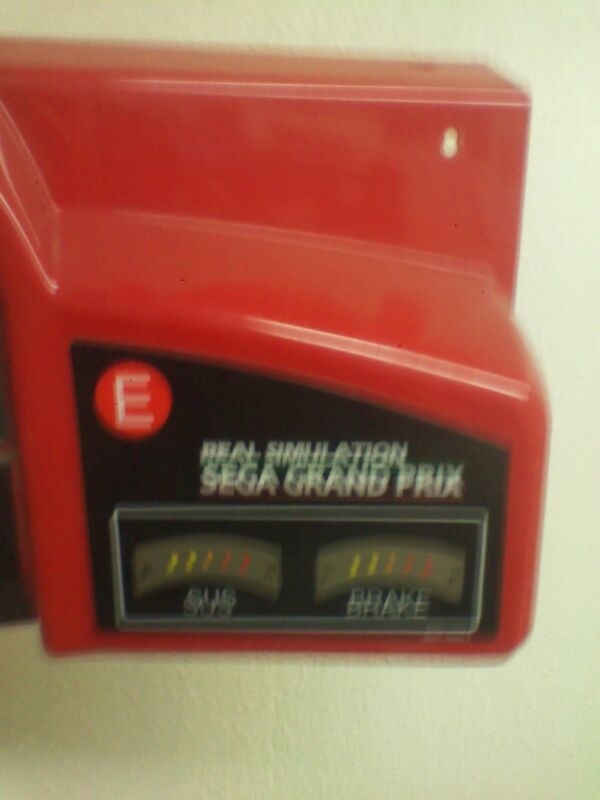 E
REAL SIMULATION
SEGA GRAND PRIX
SUS
BRAKE